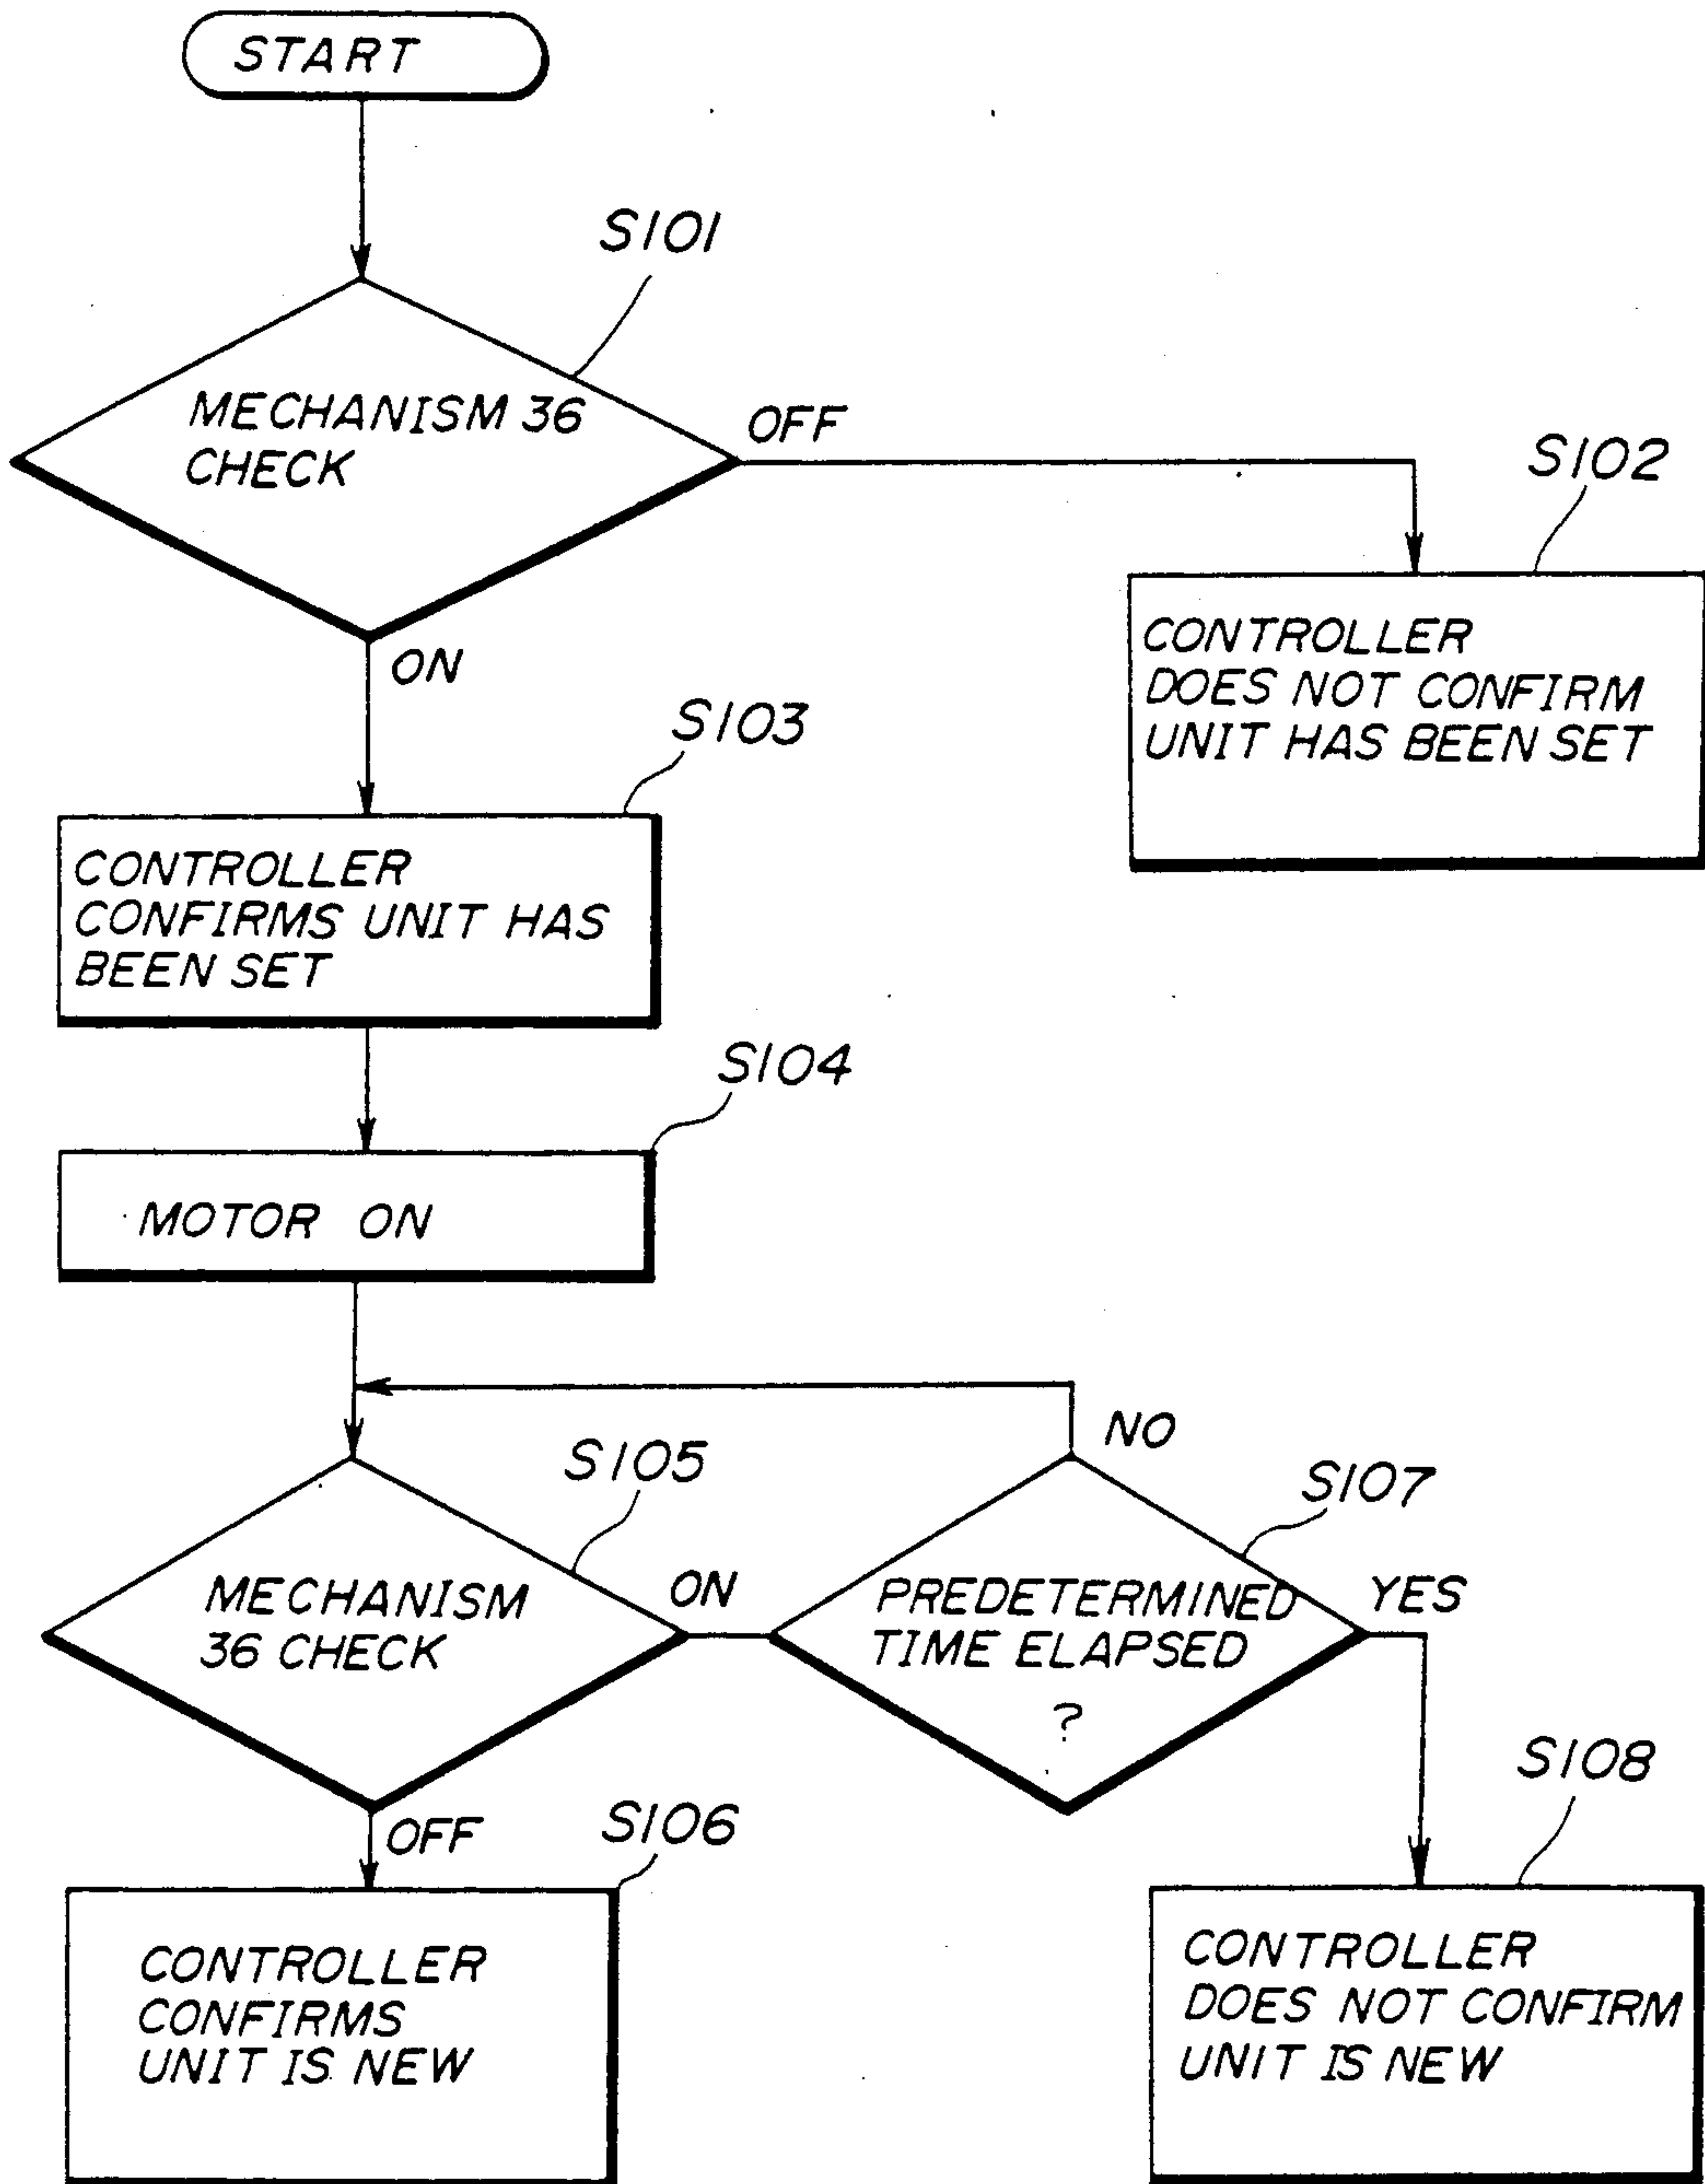 START
S101
MECHANISM 36
CHECK
OFF
S102
CONTROLLER
DOES NOT CONFIRM
UNIT HAS BEEN SET
ON
S103
CONTROLLER
CONFIRMS UNIT HAS
BEEN SET
S104
MOTOR ON
NO
S105
S107
MECHANISM
36 CHECK
ON
PREDETERMINED
TIME ELAPSED
?
YES
S108
OFF
S106
CONTROLLER
CONFIRMS
UNIT IS NEW
CONTROLLER
DOES NOT CONFIRM
UNIT IS NEW